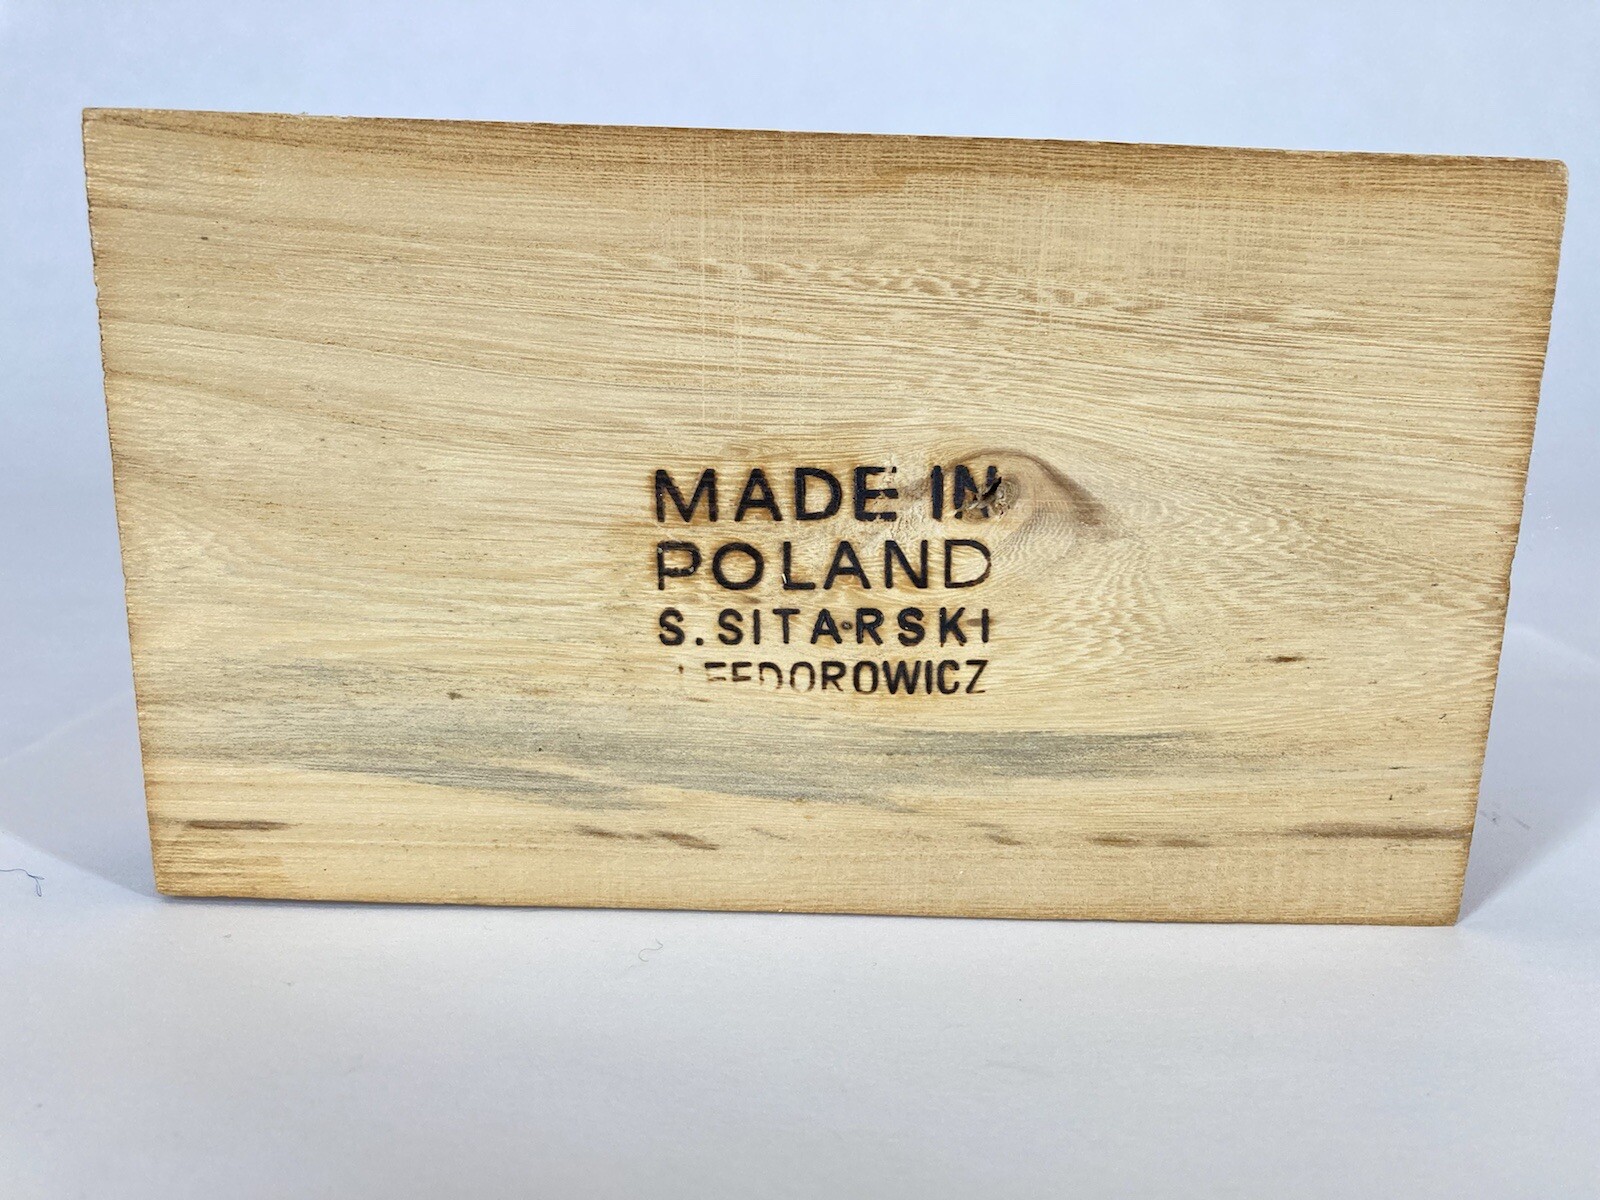 MADE IN
POLAND
S. SITARSKI
FEDOROWICZ